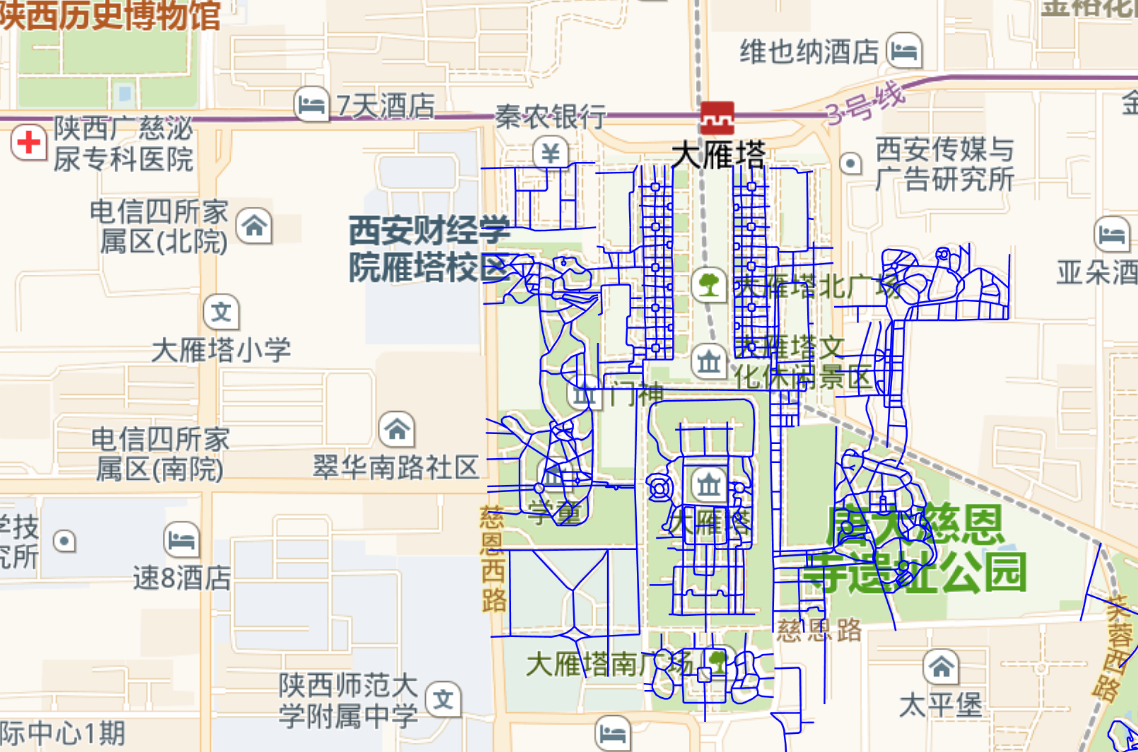 陕西历史博物馆
金裕花园
维也纳酒店
7天酒店
秦农银行
3号线
金
陕西广慈泌
尿专科医院
大雁塔
西安传媒与
广告研究所
电信四所家
属区(北院)
西安财经学
院雁塔校区
亚朵酒
大雁塔北广场
大雁塔小学
大雁塔文
化休闲景区
门神
电信四所家
属区(南院)
翠华南路社区
学技
究所
学童
大雁塔
唐大慈恩
寺遗址公园
慈恩西路
速8酒店
芙蓉西路
慈恩路
大雁塔南广场
陕西师范大
学附属中学
太平堡
际中心1期